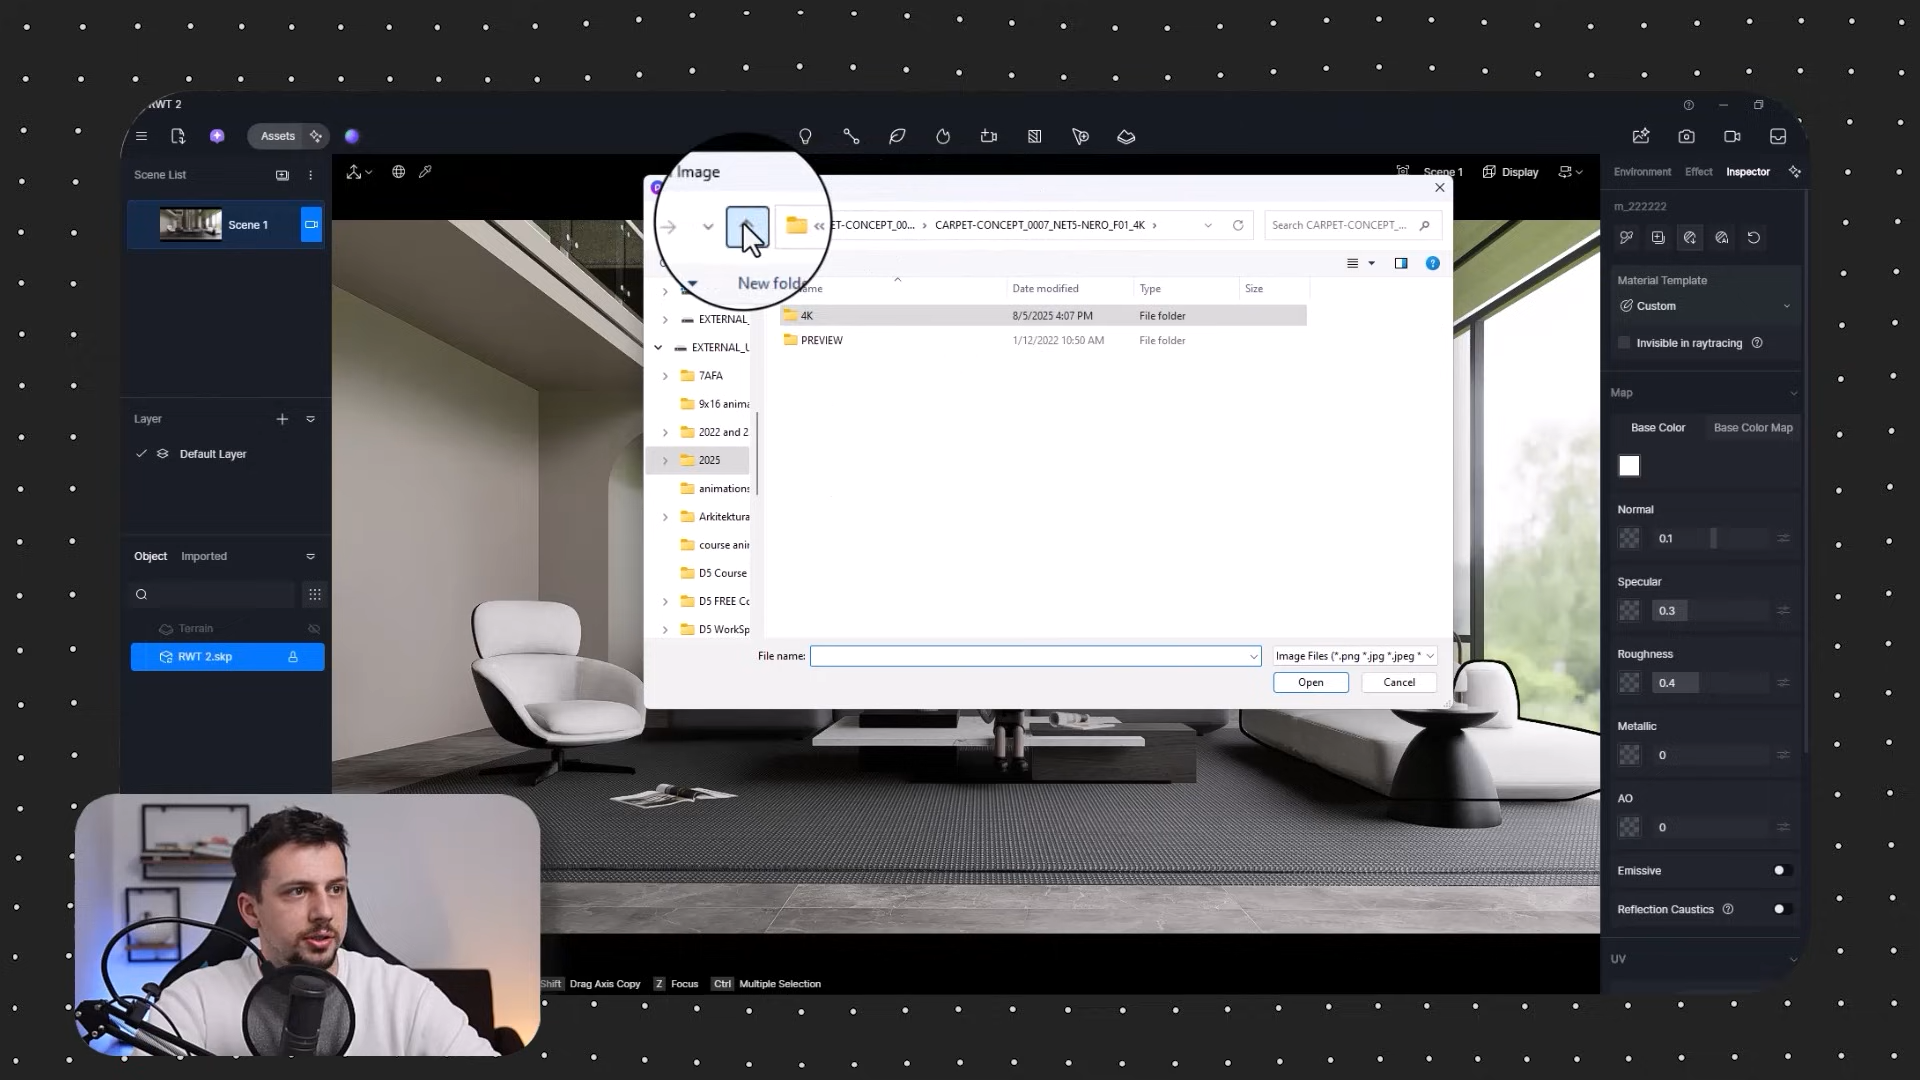 RWT 2
Assets
Scene List
Scene 1
Layer
Default Layer
Object Imported
Terrain
RWT 2.skp
Scene 1 Display
Image
ET-CONCEPT_00... CARPET-CONCEPT_0007_NET5-NERO_F01_4K
Search CARPET-CONCEPT_...
New folde
Date modified Type Size
4K 8/5/2025 4:07 PM File folder
PREVIEW 1/12/2022 10:50 AM File folder
EXTERNAL_
EXTERNAL_U
7AFA
9x16 anima
2022 and 2
2025
animations
Arkitektura
course anir
D5 Course
D5 FREE Co
D5 WorkSp
File name:
Image Files (*.png *.jpg *.jpeg *
Open Cancel
Shift Drag Axis Copy Z Focus Ctrl Multiple Selection
Environment Effect Inspector
m_222222
Material Template
Custom
Invisible in raytracing
Map
Base Color Base Color Map
Normal
0.1
Specular
0.3
Roughness
0.4
Metallic
0
AO
0
Emissive
Reflection Caustics
UV